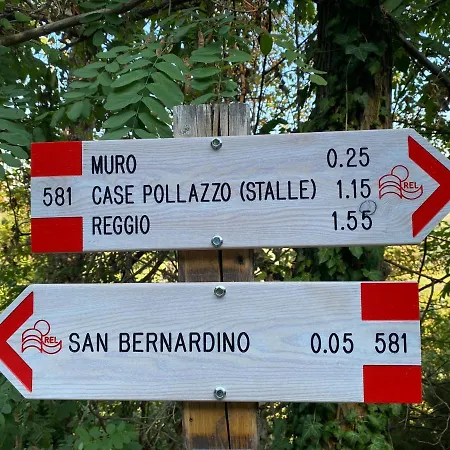 MURO 0.25
581 CASE POLLAZZO (STALLE) 1.15 REL
REGGIO 1.55
REL SAN BERNARDINO 0.05 581